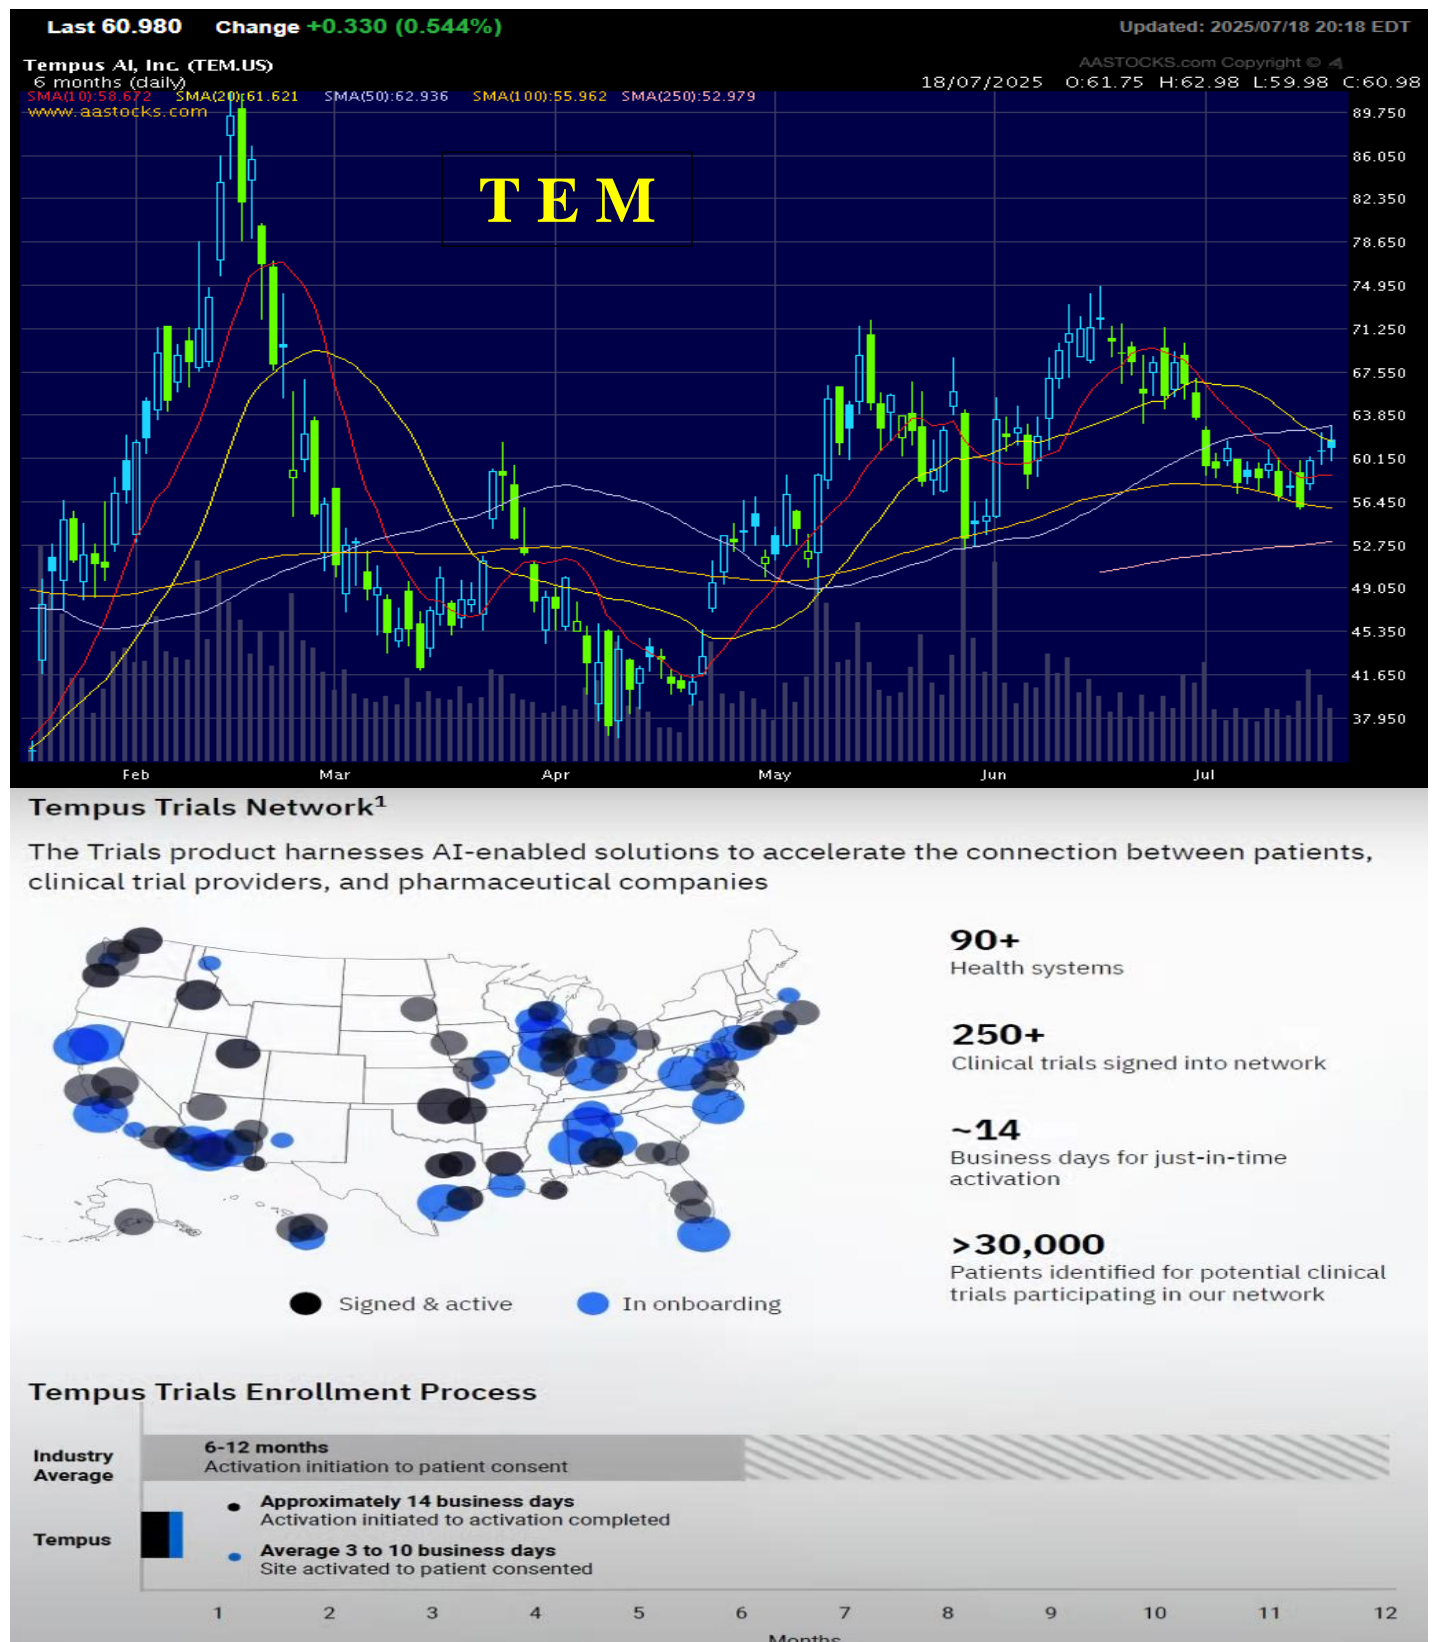 Last 60.980 Change +0.330 (0.544%) Updated: 2025/07/18 20:18 EDT
Tempus AI, Inc. (TEM.US) AASTOCKS.com Copyright ©
6 months (daily) 18/07/2025 O:61.75 H:62.98 L:59.98 C:60.98
SMA(10):58.672 SMA(20):61.621 SMA(50):62.936 SMA(100):55.962 SMA(250):52.979
www.aastocks.com
89.750
86.050
T E M
82.350
78.650
74.950
71.250
67.550
63.850
60.150
56.450
52.750
49.050
45.350
41.650
37.950
Feb Mar Apr May Jun Jul
Tempus Trials Network1
The Trials product harnesses AI-enabled solutions to accelerate the connection between patients,
clinical trial providers, and pharmaceutical companies
90+
Health systems
250+
Clinical trials signed into network
~14
Business days for just-in-time
activation
>30,000
Patients identified for potential clinical
trials participating in our network
Signed & active In onboarding
Tempus Trials Enrollment Process
Industry
Average
6-12 months
Activation initiation to patient consent
Tempus
Approximately 14 business days
Activation initiated to activation completed
Average 3 to 10 business days
Site activated to patient consented
1 2 3 4 5 6 7 8 9 10 11 12
Months